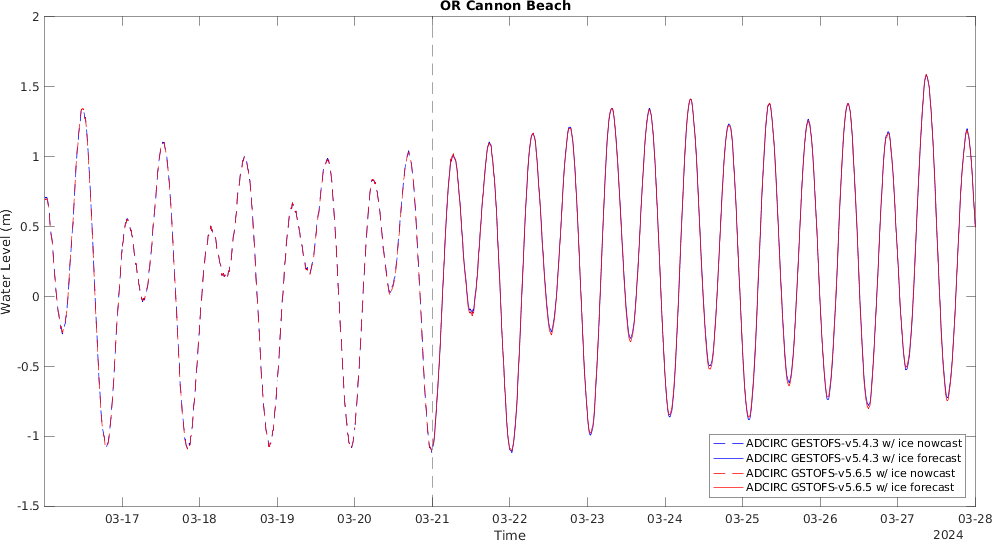 OR Cannon Beach
2
1.5
1
0.5
0
-0.5
-1
-1.5
Water Level (m)
03-17 03-18 03-19 03-20 03-21 03-22 03-23 03-24 03-25 03-26 03-27 03-28
Time
2024
ADCIRC GESTOFS-v5.4.3 w/ ice nowcast
ADCIRC GESTOFS-v5.4.3 w/ ice forecast
ADCIRC GSTOFS-v5.6.5 w/ ice nowcast
ADCIRC GSTOFS-v5.6.5 w/ ice forecast